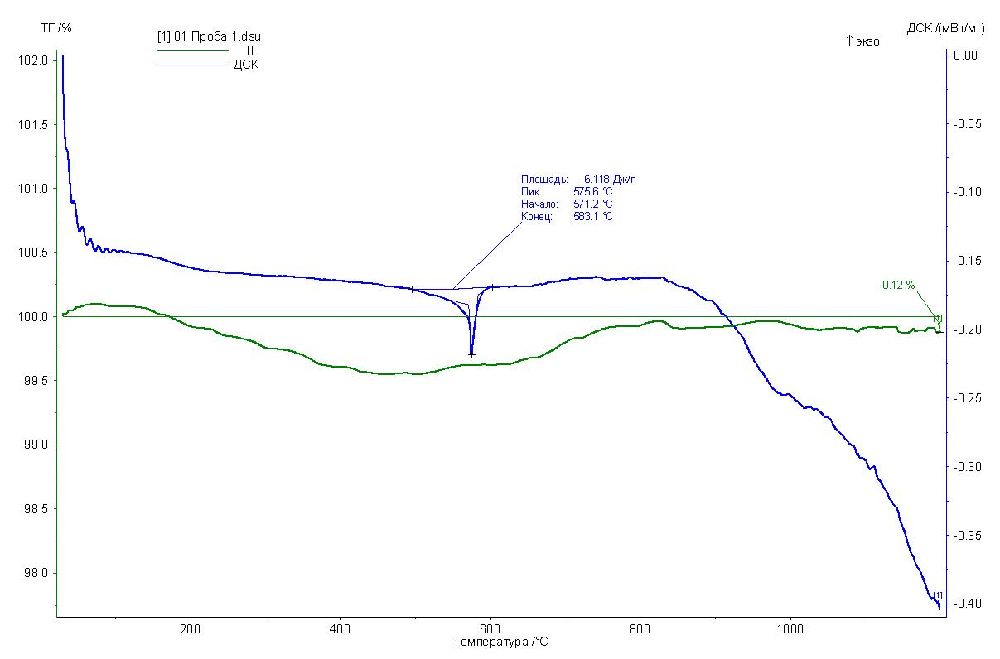 ТГ /%
ДСК /(мВт/мг)
[1] 01 Проба 1.dsu
ТГ
ДСК
↑ экзо
102.0
101.5
101.0
100.5
100.0
99.5
99.0
98.5
98.0
Площадь: -6.118 Дж/г
Пик: 575.6 °C
Начало: 571.2 °C
Конец: 583.1 °C
-0.12 %
[1]
[1]
0.00
-0.05
-0.10
-0.15
-0.20
-0.25
-0.30
-0.35
-0.40
200
400
600
800
1000
Температура /°C